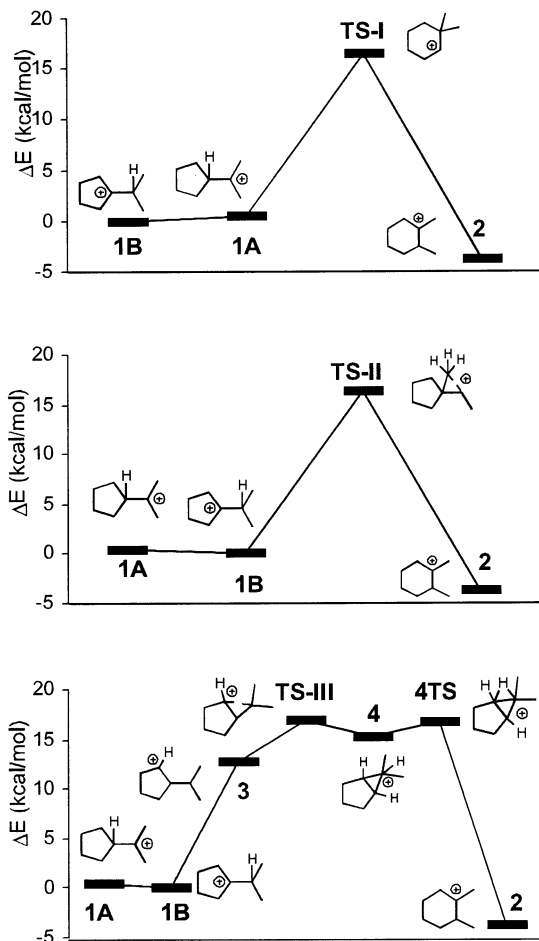 20
15
10
5
0
-5
ΔE (kcal/mol)
TS-I
1B
1A
2
H
H
⊕
⊕
⊕
⊕
20
15
10
5
0
-5
ΔE (kcal/mol)
TS-II
1A
1B
2
H
H
H H H
⊕
⊕
⊕
⊕
20
15
10
5
0
-5
ΔE (kcal/mol)
TS-III
4
4TS
3
1A
1B
2
H
⊕
⊕ H
H
⊕
H
⊕
H
⊕
H
H H
⊕
H
⊕